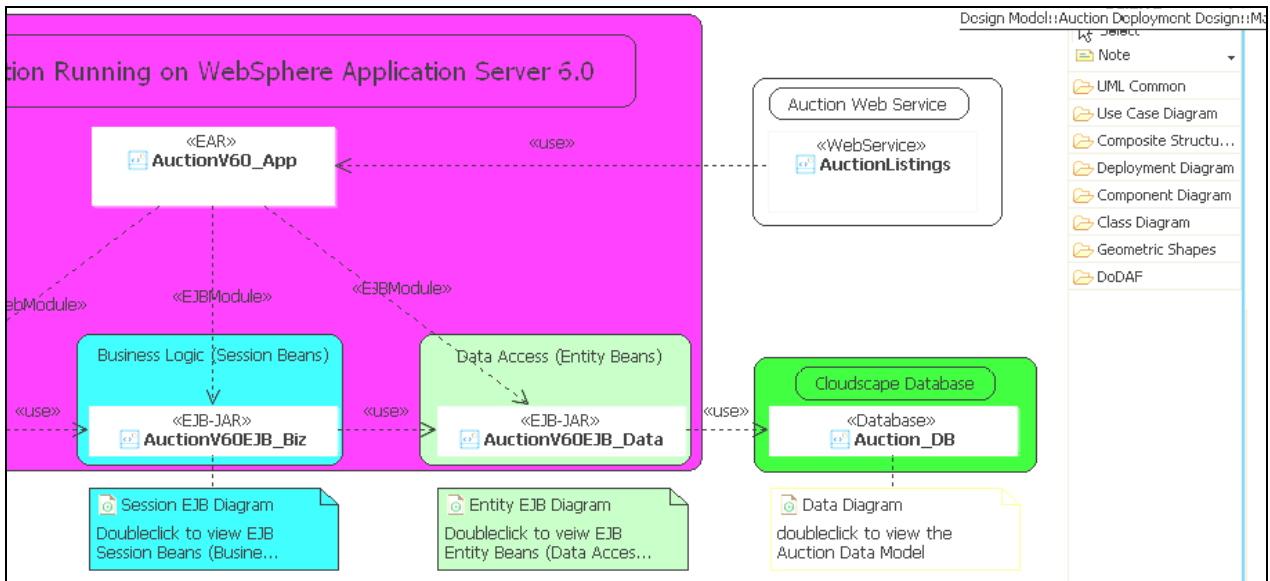 Design Model::Auction Deployment Design::M
Select
Note
UML Common
Use Case Diagram
Composite Structu...
Deployment Diagram
Component Diagram
Class Diagram
Geometric Shapes
DoDAF
tion Running on WebSphere Application Server 6.0
Auction Web Service
«EAR»
AuctionV60_App
«use»
«WebService»
AuctionListings
ebModule»
«EJBModule»
«EJBModule»
Business Logic (Session Beans)
Data Access (Entity Beans)
Cloudscape Database
«use»
«EJB-JAR»
AuctionV60EJB_Biz
«use»
«EJB-JAR»
AuctionV60EJB_Data
«use»
«Database»
Auction_DB
Session EJB Diagram
Doubleclick to view EJB
Session Beans (Busine...
Entity EJB Diagram
Doubleclick to veiw EJB
Entity Beans (Data Acces...
Data Diagram
doubleclick to view the
Auction Data Model